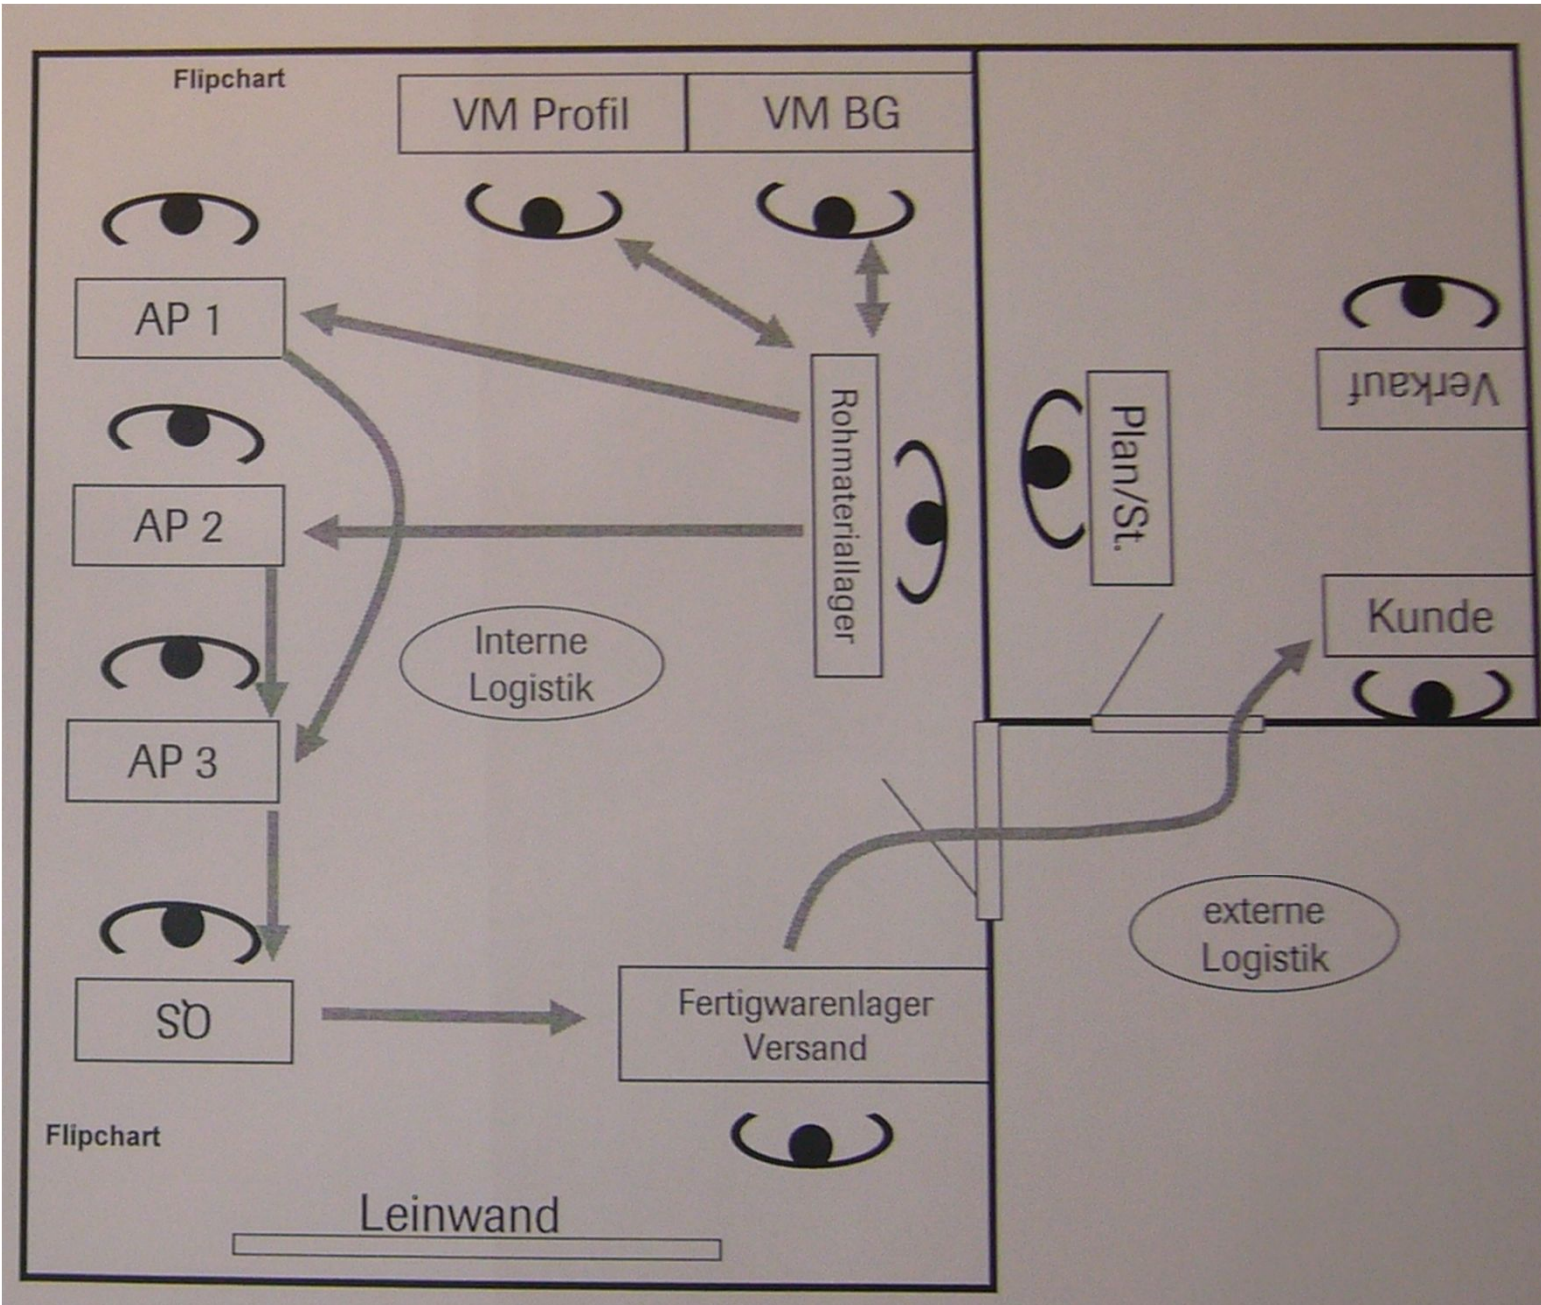 Flipchart
VM Profil
VM BG
AP 1
AP 2
AP 3
QS
Rohmateriallager
Interne
Logistik
Plan/St.
Verkauf
Kunde
externe
Logistik
Fertigwarenlager
Versand
Flipchart
Leinwand